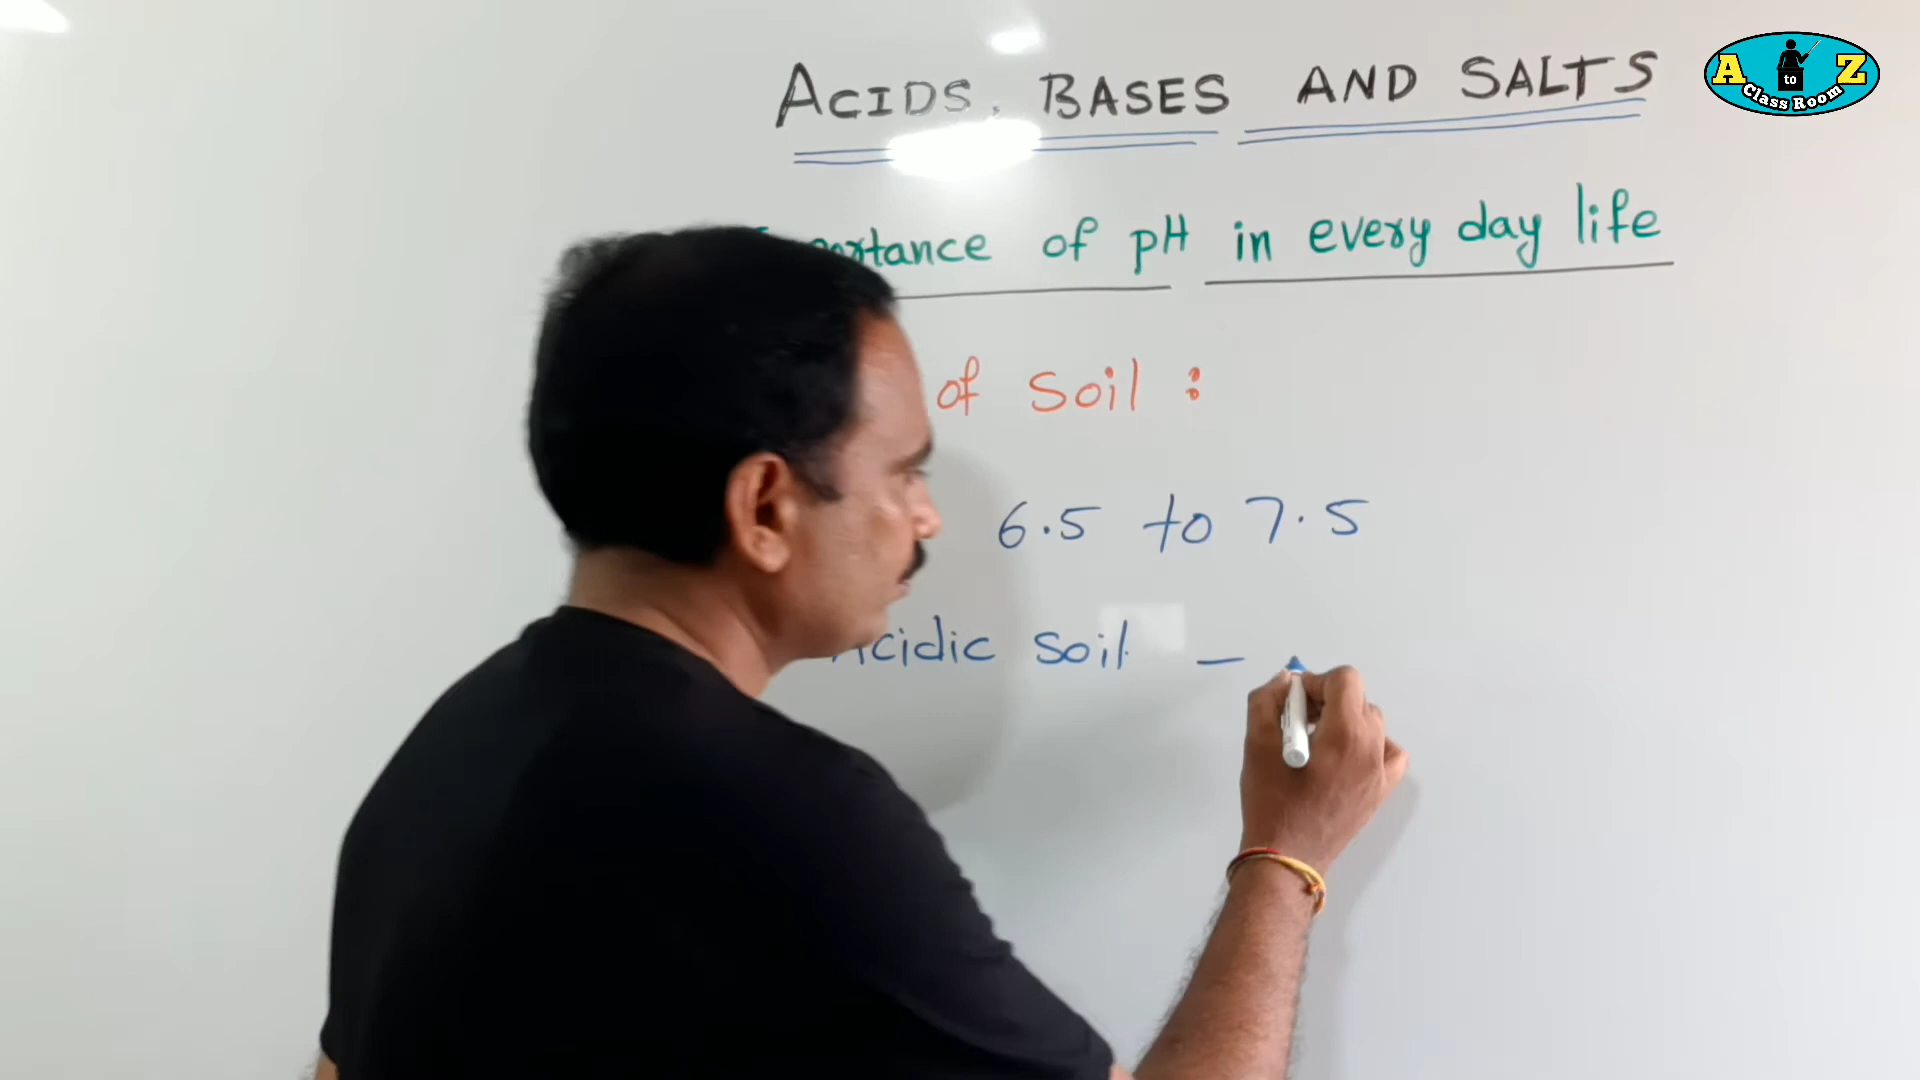 ACIDS, BASES AND SALTS
A to Z
Class Room
of pH in every day life
of Soil :
6.5 to 7.5
soil -